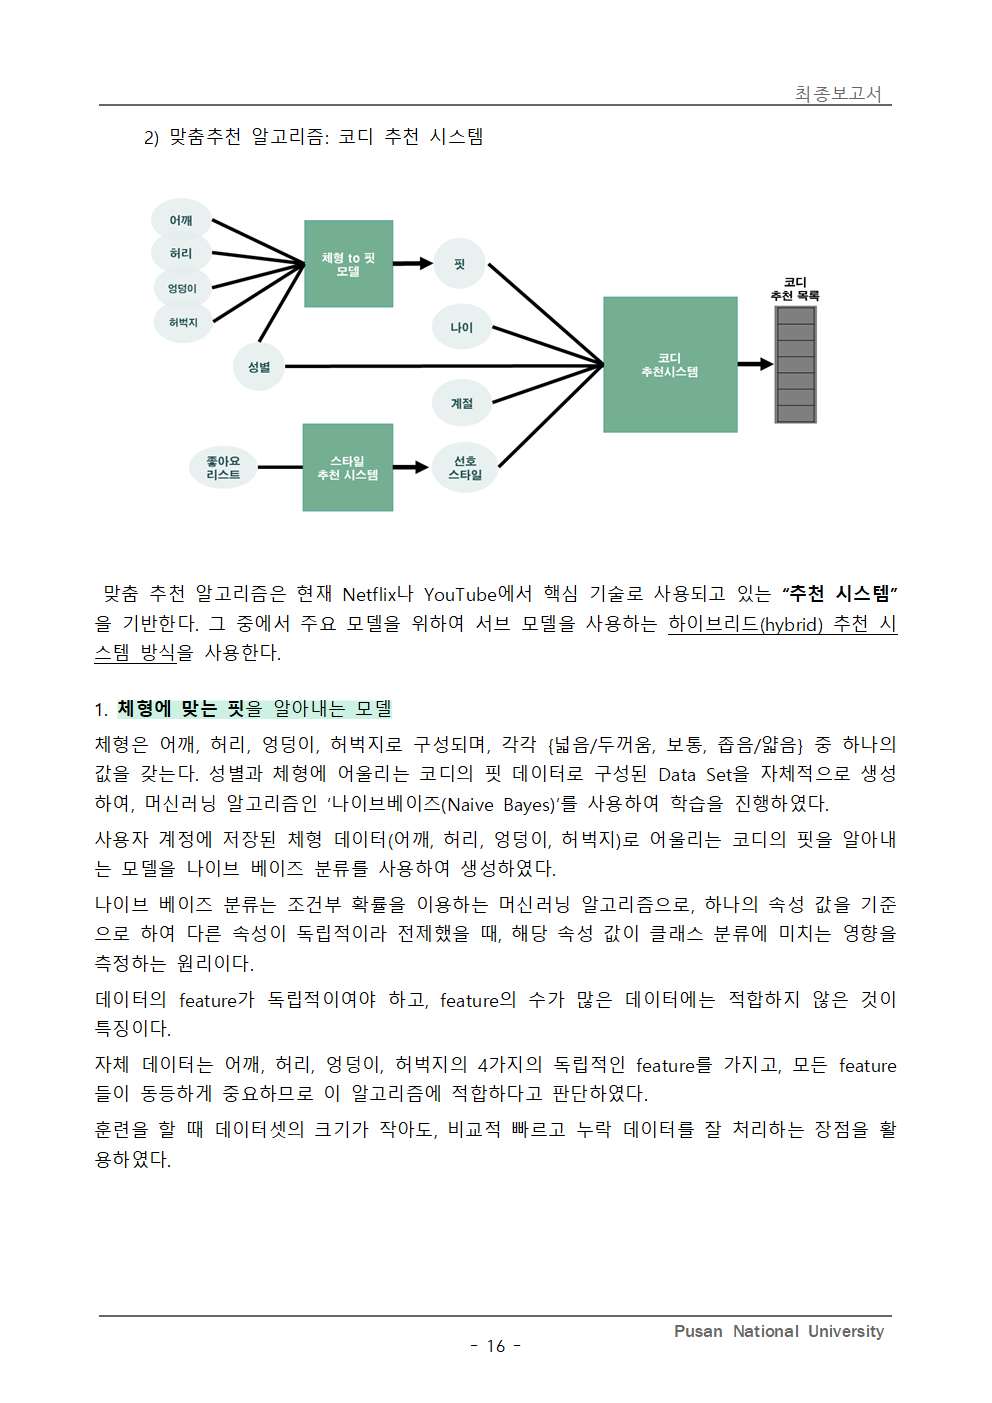 최종보고서
2) 맞춤추천 알고리즘: 코디 추천 시스템
어깨
허리
엉덩이
허벅지
성별
체형 to 핏
모델
핏
나이
계절
좋아요
리스트
스타일
추천 시스템
선호
스타일
코디
추천시스템
코디
추천 목록
맞춤 추천 알고리즘은 현재 Netflix나 YouTube에서 핵심 기술로 사용되고 있는 “추천 시스템”
을 기반한다. 그 중에서 주요 모델을 위하여 서브 모델을 사용하는 하이브리드(hybrid) 추천 시
스템 방식을 사용한다.
1. 체형에 맞는 핏을 알아내는 모델
체형은 어깨, 허리, 엉덩이, 허벅지로 구성되며, 각각 {넓음/두꺼움, 보통, 좁음/얇음} 중 하나의
값을 갖는다. 성별과 체형에 어울리는 코디의 핏 데이터로 구성된 Data Set을 자체적으로 생성
하여, 머신러닝 알고리즘인 ‘나이브베이즈(Naive Bayes)’를 사용하여 학습을 진행하였다.
사용자 계정에 저장된 체형 데이터(어깨, 허리, 엉덩이, 허벅지)로 어울리는 코디의 핏을 알아내
는 모델을 나이브 베이즈 분류를 사용하여 생성하였다.
나이브 베이즈 분류는 조건부 확률을 이용하는 머신러닝 알고리즘으로, 하나의 속성 값을 기준
으로 하여 다른 속성이 독립적이라 전제했을 때, 해당 속성 값이 클래스 분류에 미치는 영향을
측정하는 원리이다.
데이터의 feature가 독립적이여야 하고, feature의 수가 많은 데이터에는 적합하지 않은 것이
특징이다.
자체 데이터는 어깨, 허리, 엉덩이, 허벅지의 4가지의 독립적인 feature를 가지고, 모든 feature
들이 동등하게 중요하므로 이 알고리즘에 적합하다고 판단하였다.
훈련을 할 때 데이터셋의 크기가 작아도, 비교적 빠르고 누락 데이터를 잘 처리하는 장점을 활
용하였다.
Pusan National University
- 16 -